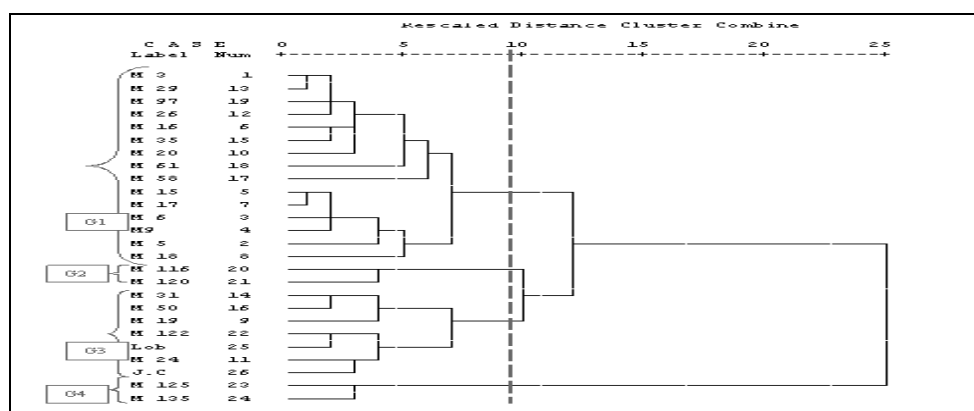 Rescaled Distance Cluster Combine
C A S E 0 5 10 15 20 25
Label Num +---------+---------+---------+---------+---------+
M 3 1
M 29 13
M 97 19
M 26 12
M 16 6
M 35 15
M 20 10
M 61 18
M 58 17
M 15 5
M 17 7
M 6 3
G1
M9 4
M 5 2
M 18 8
M 116 20
G2
M 120 21
M 31 14
M 50 16
M 19 9
M 122 22
G3
Lob 25
M 24 11
J.C 26
M 125 23
G4
M 135 24